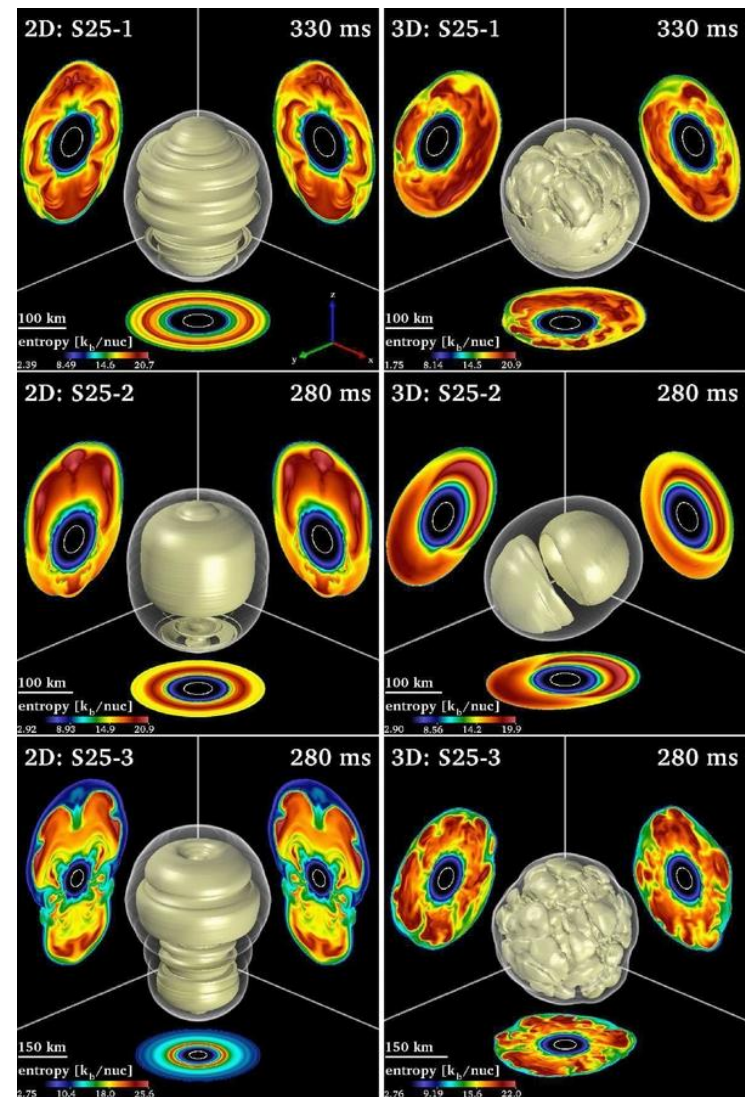 2D: S25-1 330 ms
3D: S25-1 330 ms
z
y x
100 km
entropy [k_b/nuc]
2.39 8.49 14.6 20.7
100 km
entropy [k_b/nuc]
1.75 8.14 14.5 20.9
2D: S25-2 280 ms
3D: S25-2 280 ms
100 km
entropy [k_b/nuc]
2.92 8.93 14.9 20.9
100 km
entropy [k_b/nuc]
2.90 8.56 14.2 19.9
2D: S25-3 280 ms
3D: S25-3 280 ms
150 km
entropy [k_b/nuc]
2.75 10.4 18.0 25.6
150 km
entropy [k_b/nuc]
2.76 9.19 15.6 22.0